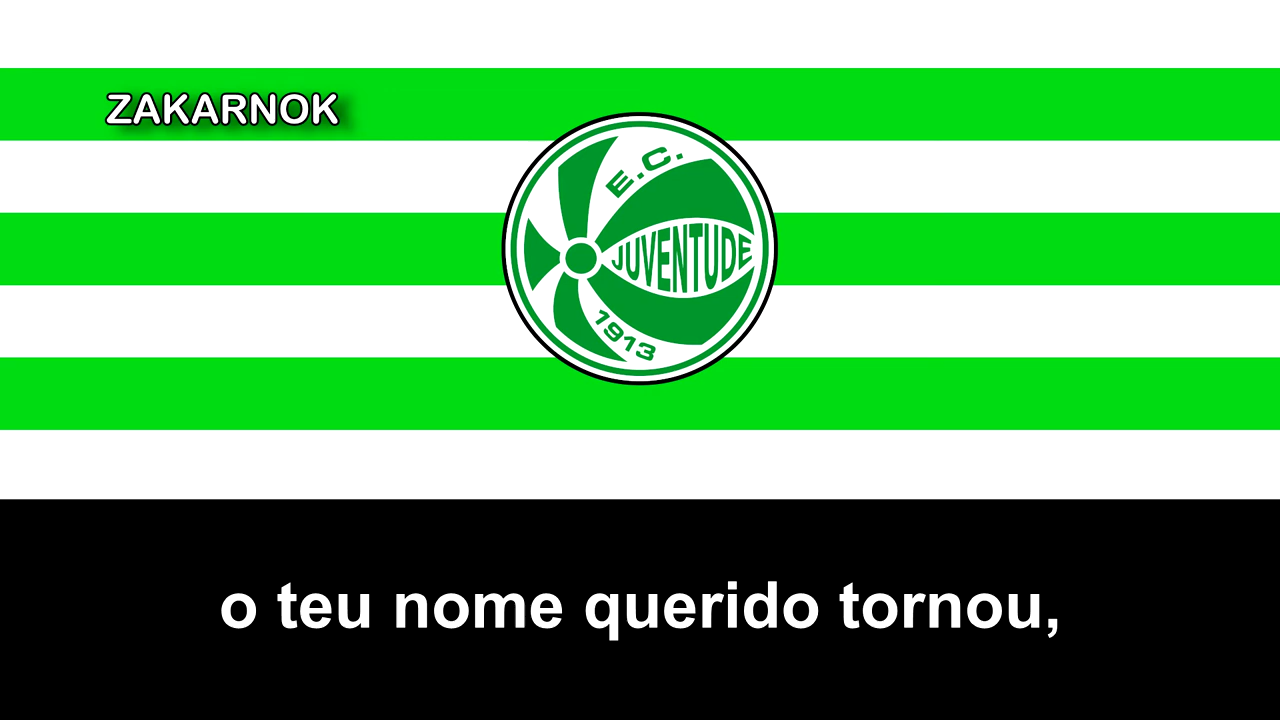 ZAKARNOK
E.C.
JUVENTUDE
1913
o teu nome querido tornou,